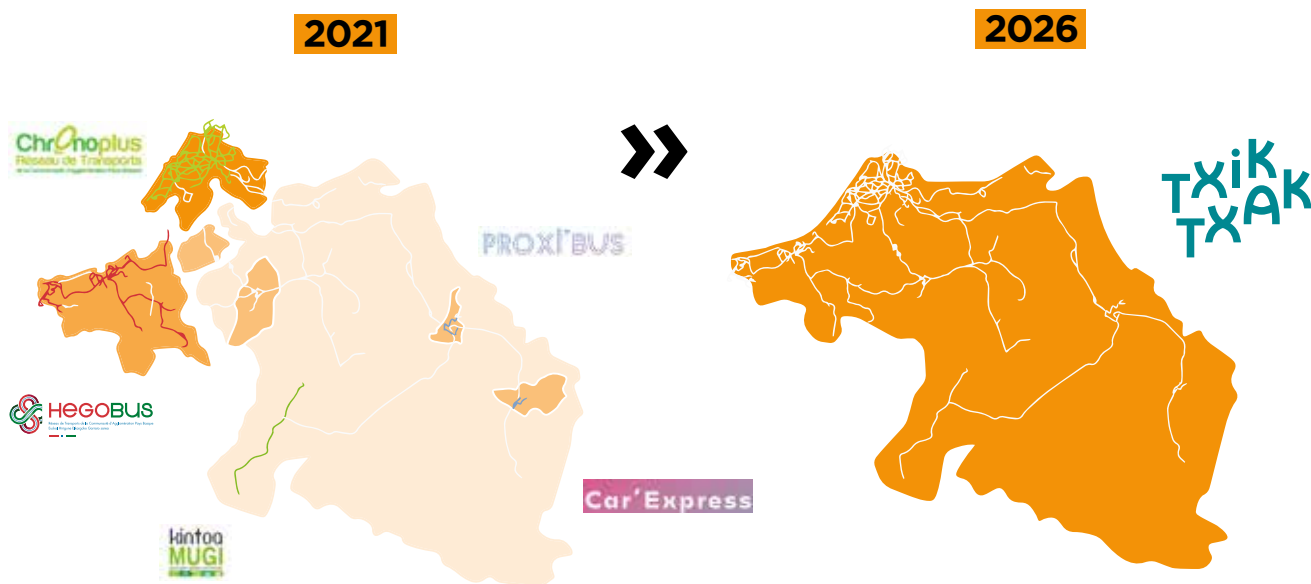 2021
2026
Chronoplus
Réseau de Transports
TXiK
TXAK
PROXI'BUS
HEGOBUS
Car'Express
kintoa
MUGI